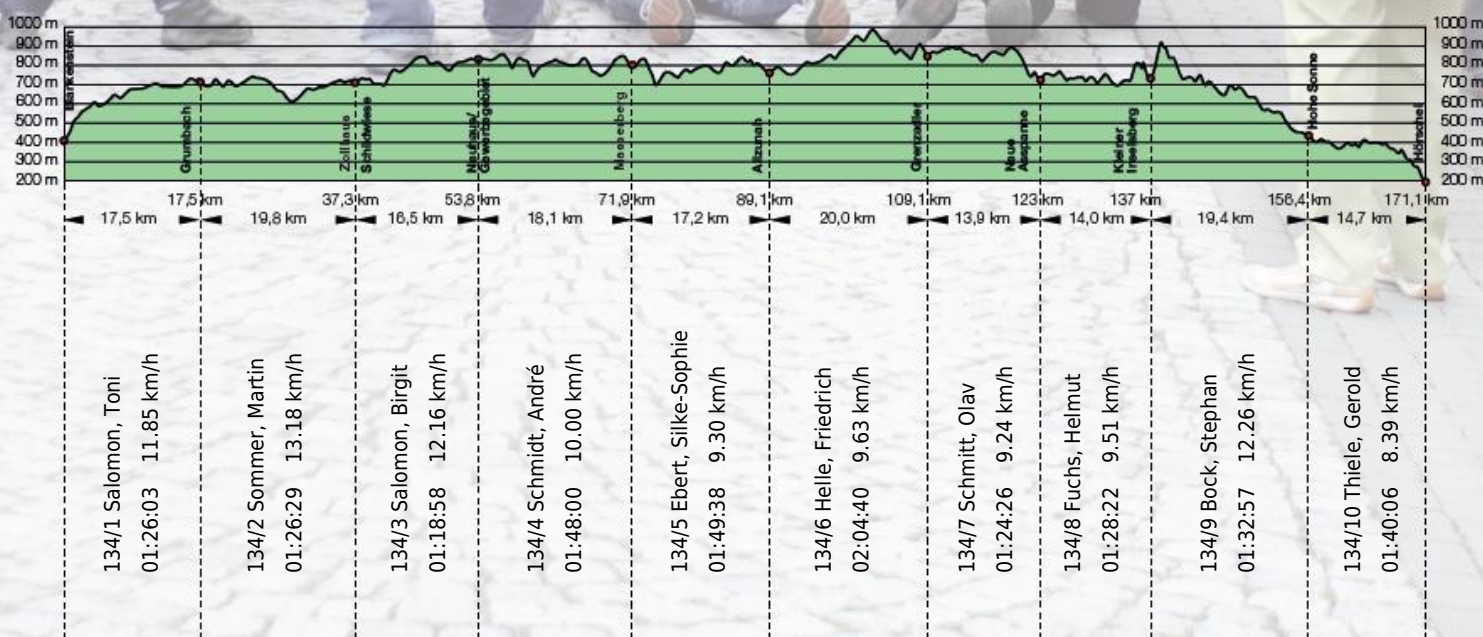 1000 m
900 m
800 m
700 m
600 m
500 m
400 m
300 m
200 m
1000 m
900 m
800 m
700 m
600 m
500 m
400 m
300 m
200 m
Blankenstein
Grumbach
Zollhaus
Schildwiese
Neuhaus/
Gewerbegebiet
Masserberg
Allzunah
Grenzadler
Neue
Ausspanne
Kleiner
Inselsberg
Hohe Sonne
Hörschel
17,5 km
37,3 km
53,8 km
71,9 km
89,1 km
109,1 km
123 km
137 km
156,4 km
171,1 km
17,5 km
19,8 km
16,5 km
18,1 km
17,2 km
20,0 km
13,9 km
14,0 km
19,4 km
14,7 km
134/1 Salomon, Toni
01:26:03 11.85 km/h
134/2 Sommer, Martin
01:26:29 13.18 km/h
134/3 Salomon, Birgit
01:18:58 12.16 km/h
134/4 Schmidt, André
01:48:00 10.00 km/h
134/5 Ebert, Silke-Sophie
01:49:38 9.30 km/h
134/6 Helle, Friedrich
02:04:40 9.63 km/h
134/7 Schmitt, Olav
01:24:26 9.24 km/h
134/8 Fuchs, Helmut
01:28:22 9.51 km/h
134/9 Bock, Stephan
01:32:57 12.26 km/h
134/10 Thiele, Gerold
01:40:06 8.39 km/h